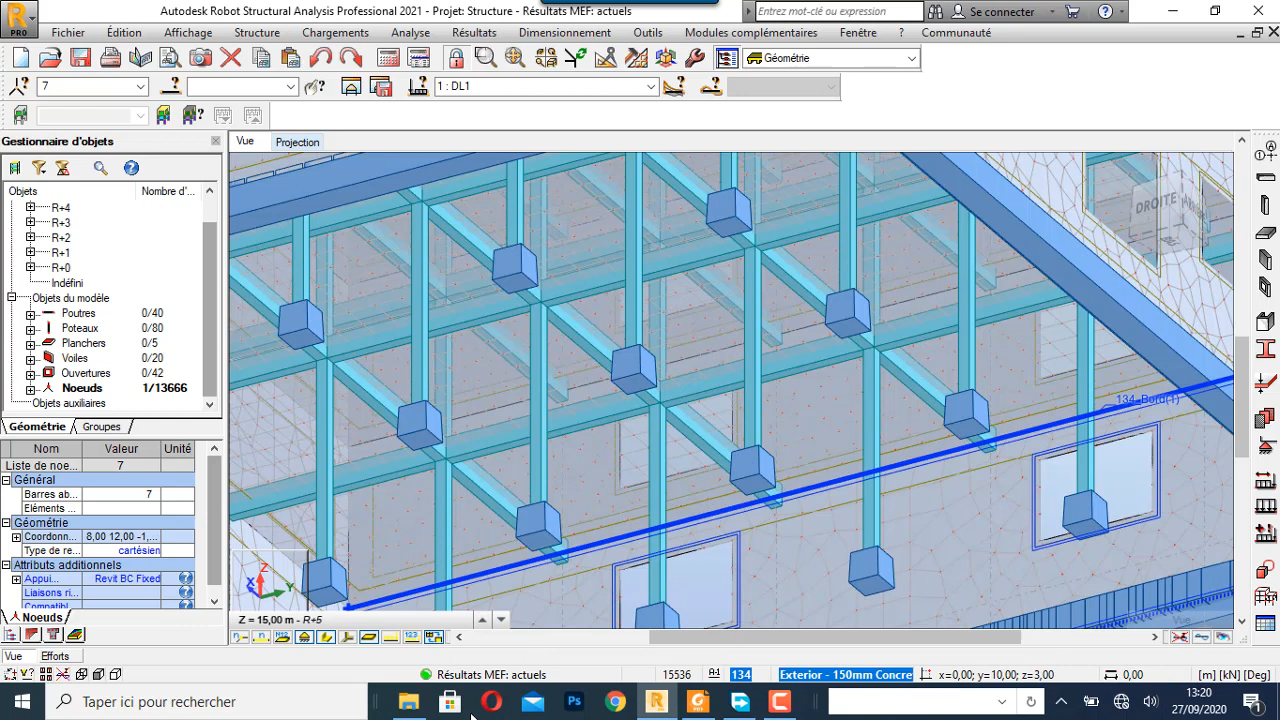 Autodesk Robot Structural Analysis Professional 2021 - Projet: Structure - Résultats MEF: actuels
Entrez mot-clé ou expression
Se connecter
PRO
Fichier Édition Affichage Structure Chargements Analyse Résultats Dimensionnement Outils Modules complémentaires Fenêtre ? Communauté
Géométrie
7
1 : DL1
Gestionnaire d'objets
Vue Projection
Objets Nombre d'...
R+4
R+3
R+2
R+1
R+0
Indéfini
Objets du modèle
Poutres 0/40
Poteaux 0/80
Planchers 0/5
Voiles 0/20
Ouvertures 0/42
Noeuds 1/13666
Objets auxiliaires
Géométrie Groupes
Nom Valeur Unité
Liste de noe... 7
Général
Barres ab... 7
Eléments ...
Géométrie
Coordonn... 8,00 12,00 -1,...
Type de re... cartésien
Attributs additionnels
Appui... Revit BC Fixed
Liaisons ri...
Compatibl...
Noeuds
DROITE
134_Bord(1)
Z
X
Y
Z = 15,00 m - R+5
Vue
Vue Efforts
Résultats MEF: actuels
15536
134
Exterior - 150mm Concre
x=0,00; y=10,00; z=3,00
0,00
[m] [kN] [Deg]
Taper ici pour rechercher
13:20
27/09/2020